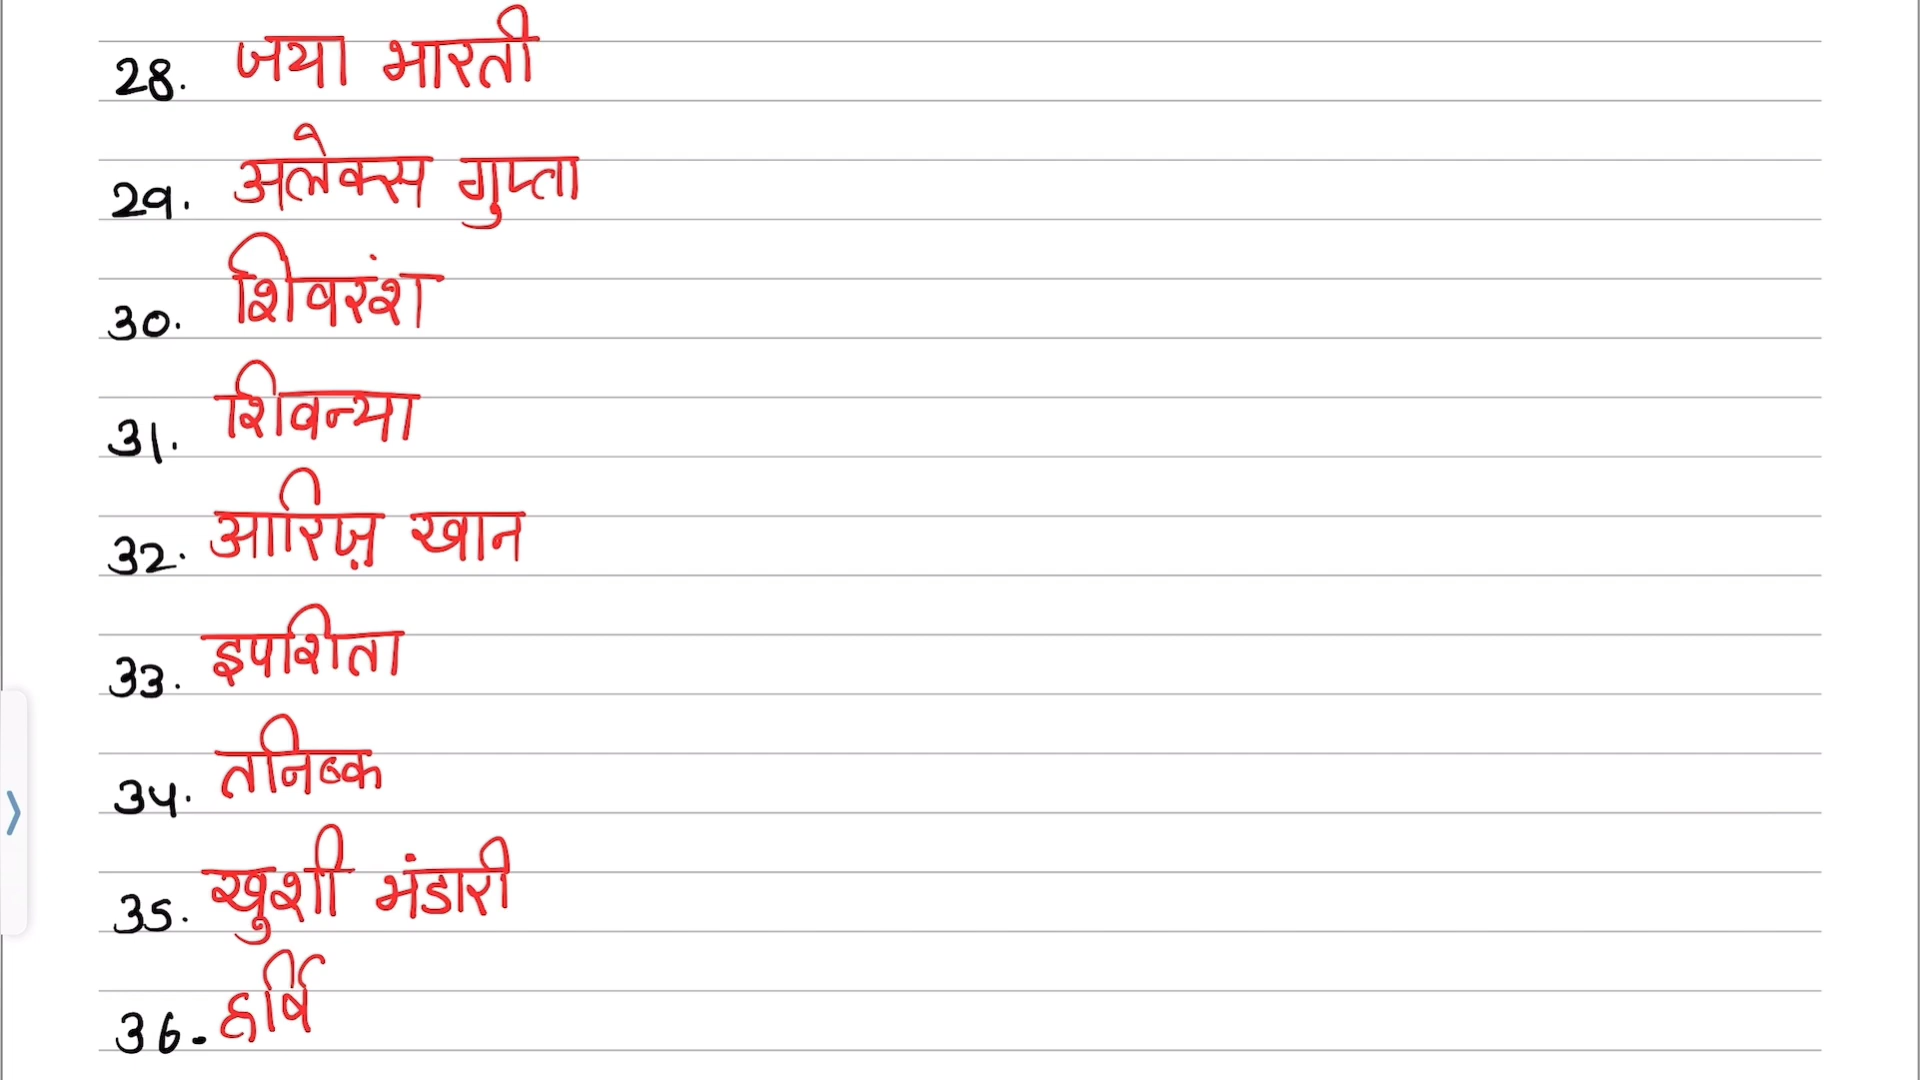 28. जया भारती
29. अलेक्स गुप्ता
30. शिवरंश
31. शिवन्या
32. आरिज़ खान
33. इपशिता
34. तनिष्क
35. खुशी भंडारी
36. हर्षि